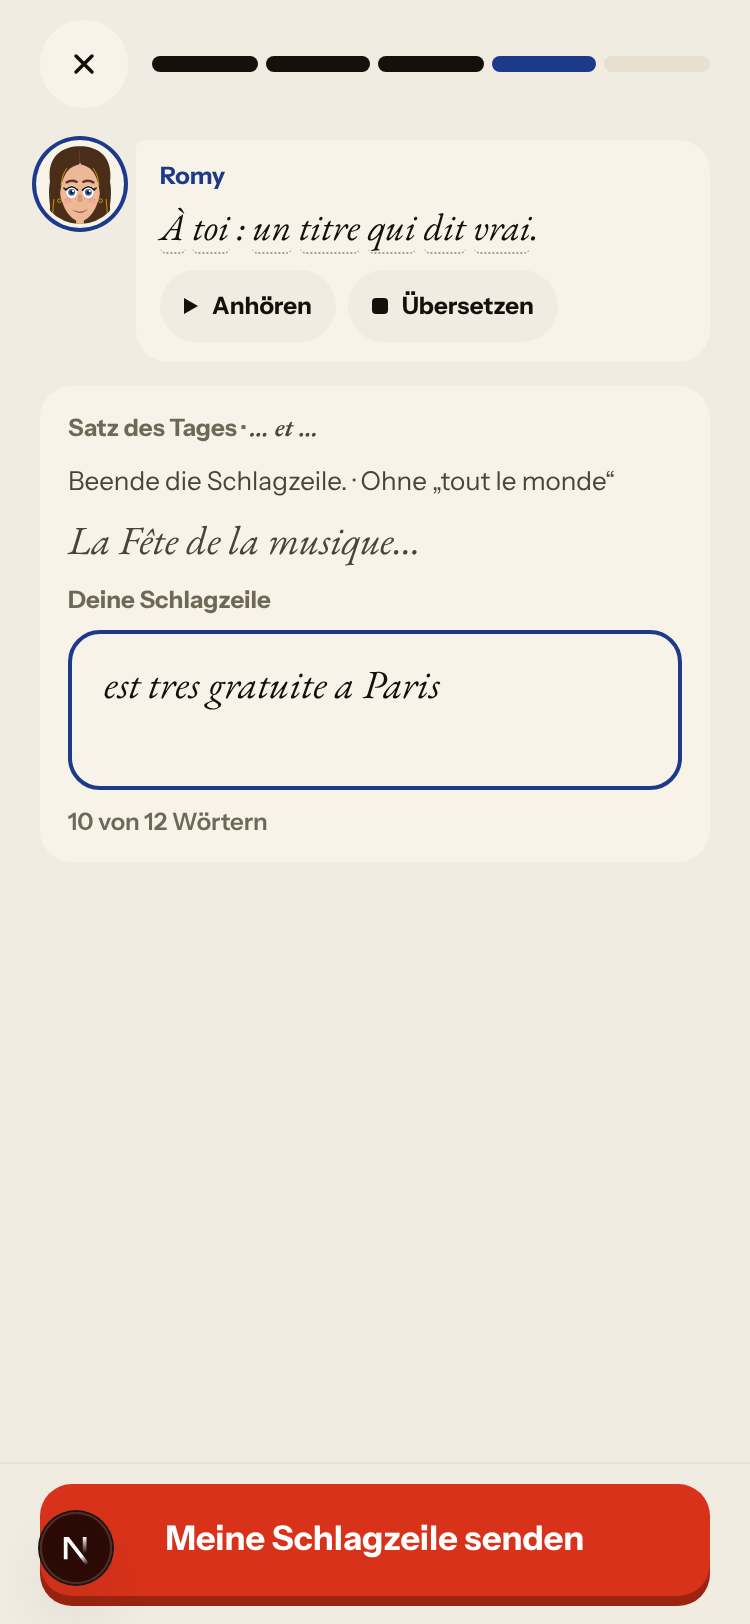 Romy
À toi : un titre qui dit vrai.
Anhören
Übersetzen
Satz des Tages · ... et ...
Beende die Schlagzeile. · Ohne „tout le monde“
La Fête de la musique...
Deine Schlagzeile
est tres gratuite a Paris
10 von 12 Wörtern
Meine Schlagzeile senden
N